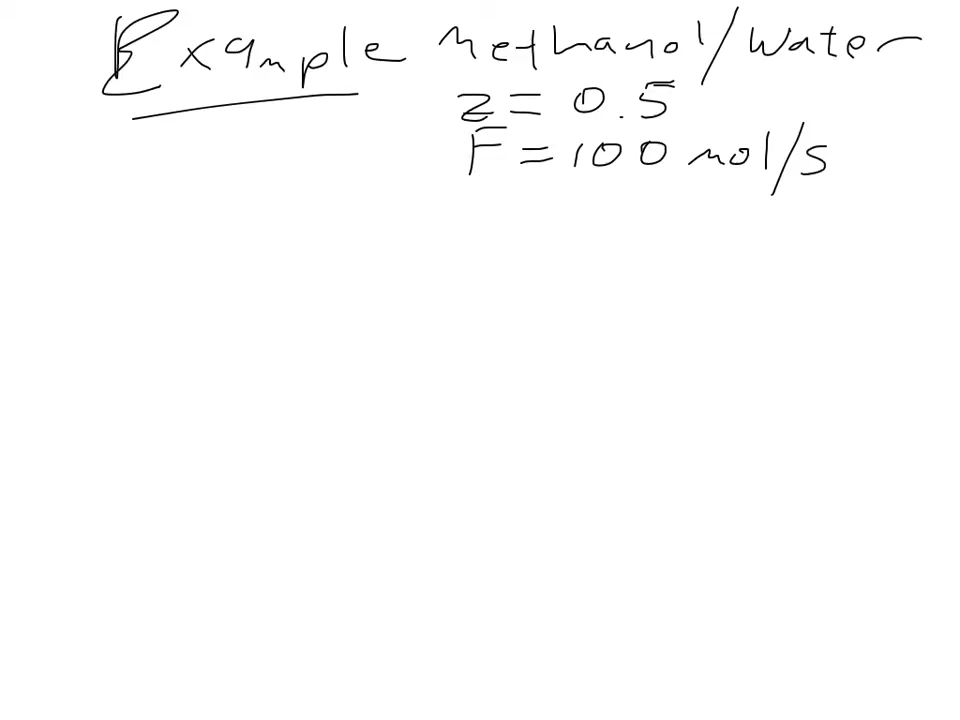 Example Methanol/Water
z = 0.5
F = 100 mol/s